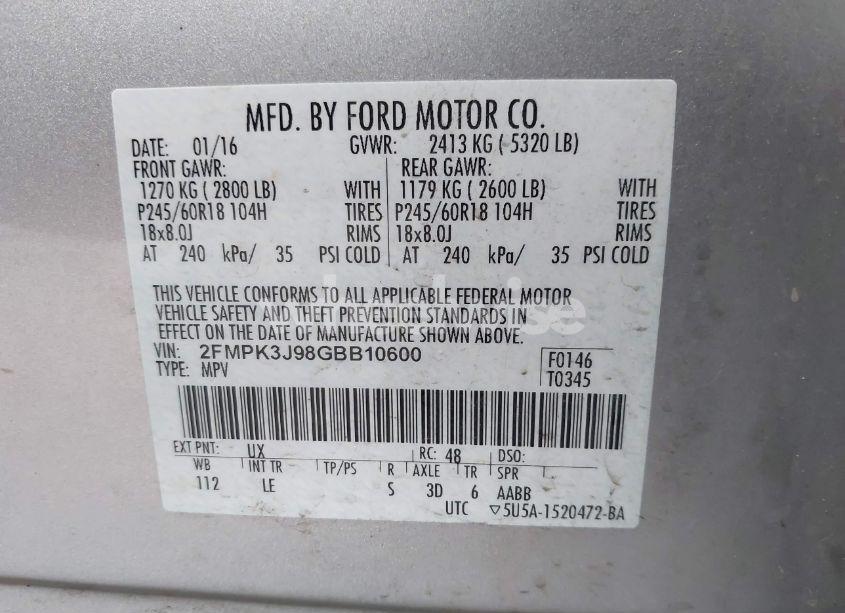 MFD. BY FORD MOTOR CO.
DATE: 01/16 GVWR: 2413 KG ( 5320 LB)
FRONT GAWR: REAR GAWR:
1270 KG ( 2800 LB) WITH 1179 KG ( 2600 LB) WITH
P245/60R18 104H TIRES P245/60R18 104H TIRES
18x8.0J RIMS 18x8.0J RIMS
AT 240 kPa/ 35 PSI COLD AT 240 kPa/ 35 PSI COLD
THIS VEHICLE CONFORMS TO ALL APPLICABLE FEDERAL MOTOR
VEHICLE SAFETY AND THEFT PREVENTION STANDARDS IN
EFFECT ON THE DATE OF MANUFACTURE SHOWN ABOVE.
VIN: 2FMPK3J98GBB10600 F0146
TYPE: MPV T0345
EXT PNT: UX RC: 48 DSO:
WB INT TR TP/PS R AXLE TR SPR
112 LE S 3D 6 AABB
UTC ▽5U5A-1520472-BA